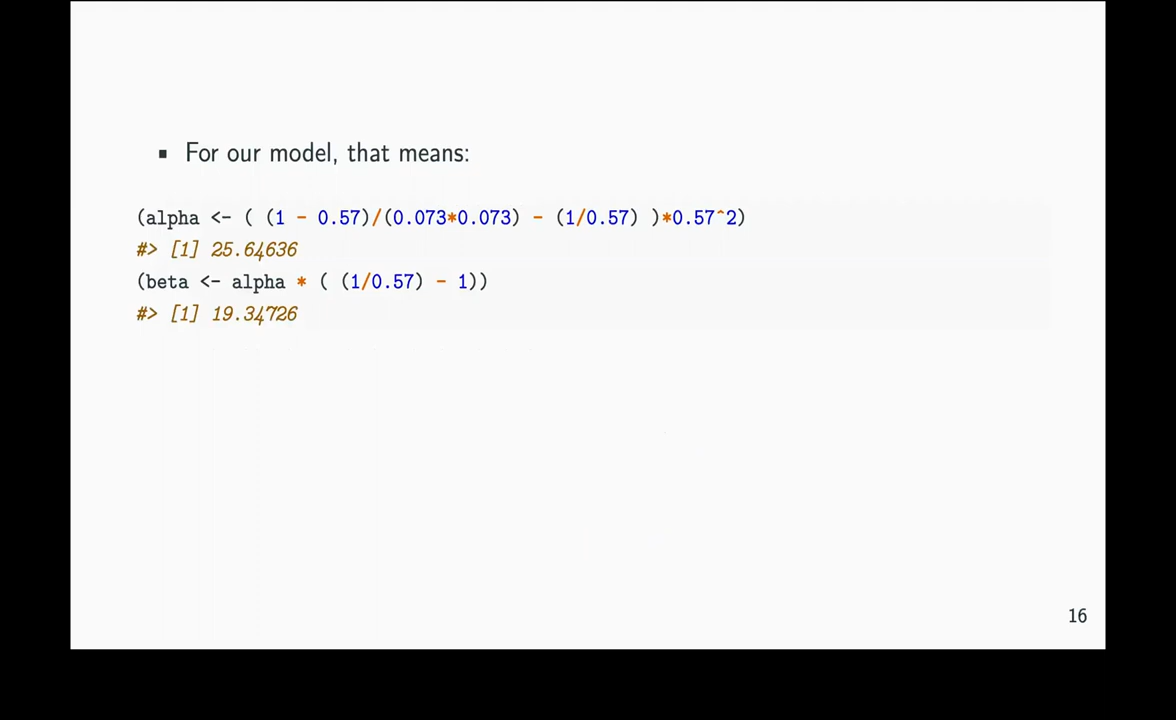 ▪ For our model, that means:
(alpha <- ( (1 - 0.57)/(0.073*0.073) - (1/0.57) )*0.57^2)
#> [1] 25.64636
(beta <- alpha * ( (1/0.57) - 1))
#> [1] 19.34726
16